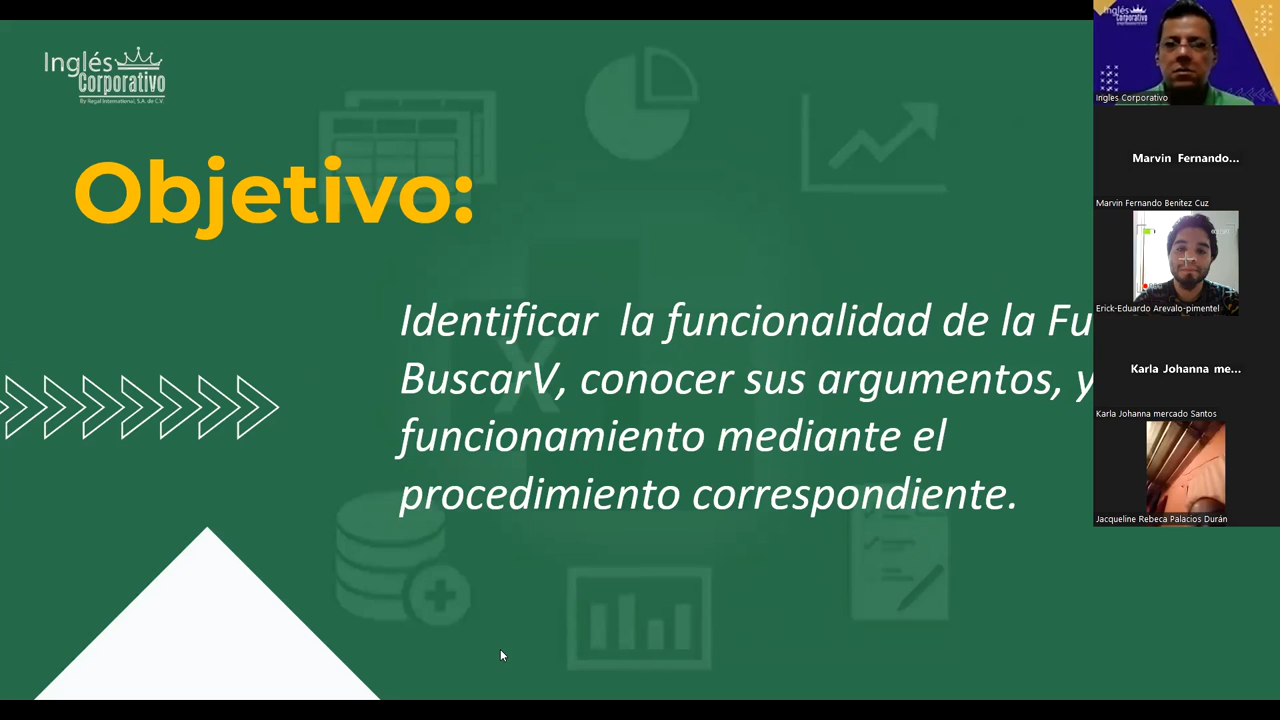 Inglés
Corporativo
By Regal International, S.A. de C.V.
Objetivo:
Identificar la funcionalidad de la Fu
BuscarV, conocer sus argumentos, y
funcionamiento mediante el
procedimiento correspondiente.
Inglés
Corporativo
Ingles Corporativo
Marvin Fernando...
Marvin Fernando Benitez Cuz
Erick-Eduardo Arevalo-pimentel
Karla Johanna me...
Karla Johanna mercado Santos
Jacqueline Rebeca Palacios Durán